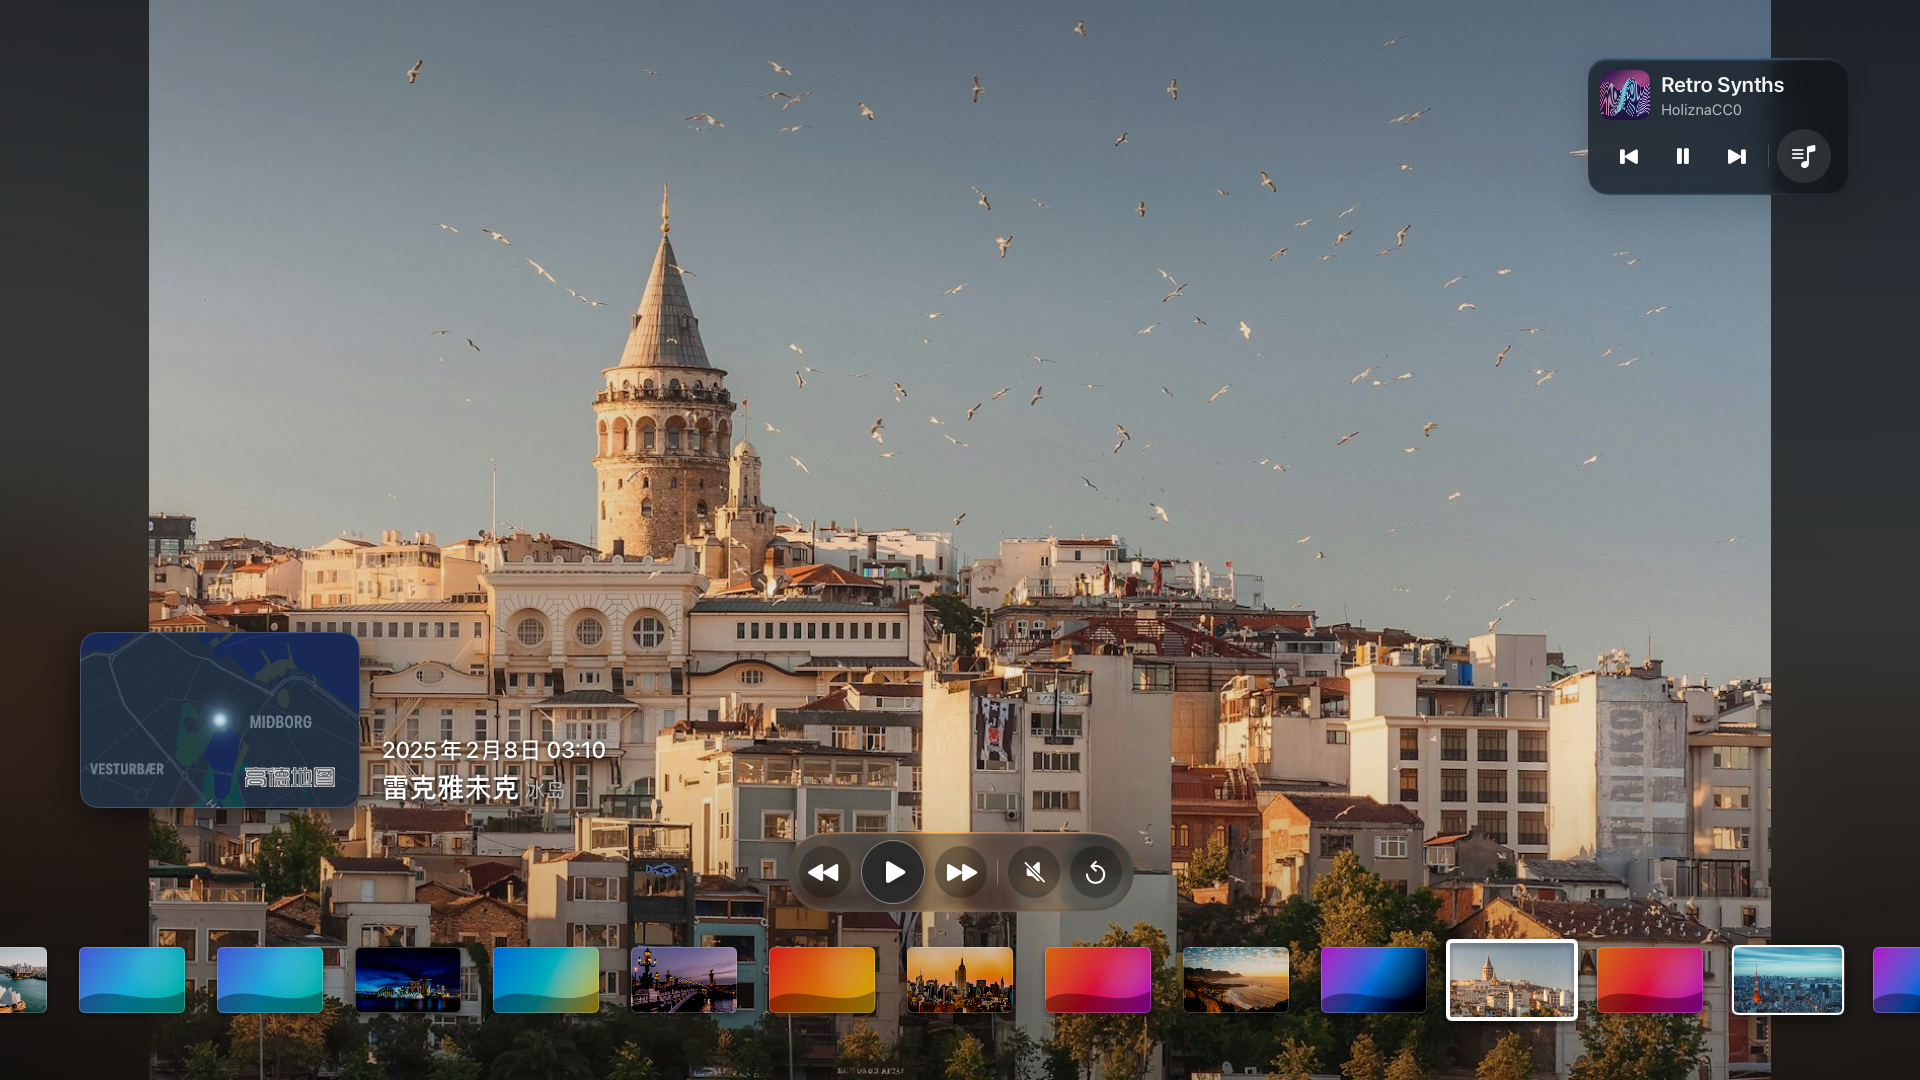 Retro Synths
HoliznaCC0
MIÐBORG
VESTURBÆR
高德地图
2025年2月8日 03:10
雷克雅未克 冰岛